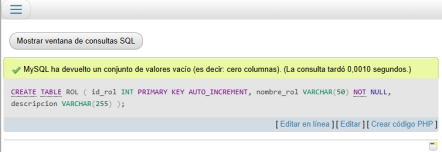 Mostrar ventana de consultas SQL
MySQL ha devuelto un conjunto de valores vacío (es decir: cero columnas). (La consulta tardó 0,0010 segundos.)
CREATE TABLE ROL ( id_rol INT PRIMARY KEY AUTO_INCREMENT, nombre_rol VARCHAR(50) NOT NULL,
descripcion VARCHAR(255) );
[ Editar en línea ] [ Editar ] [ Crear código PHP ]